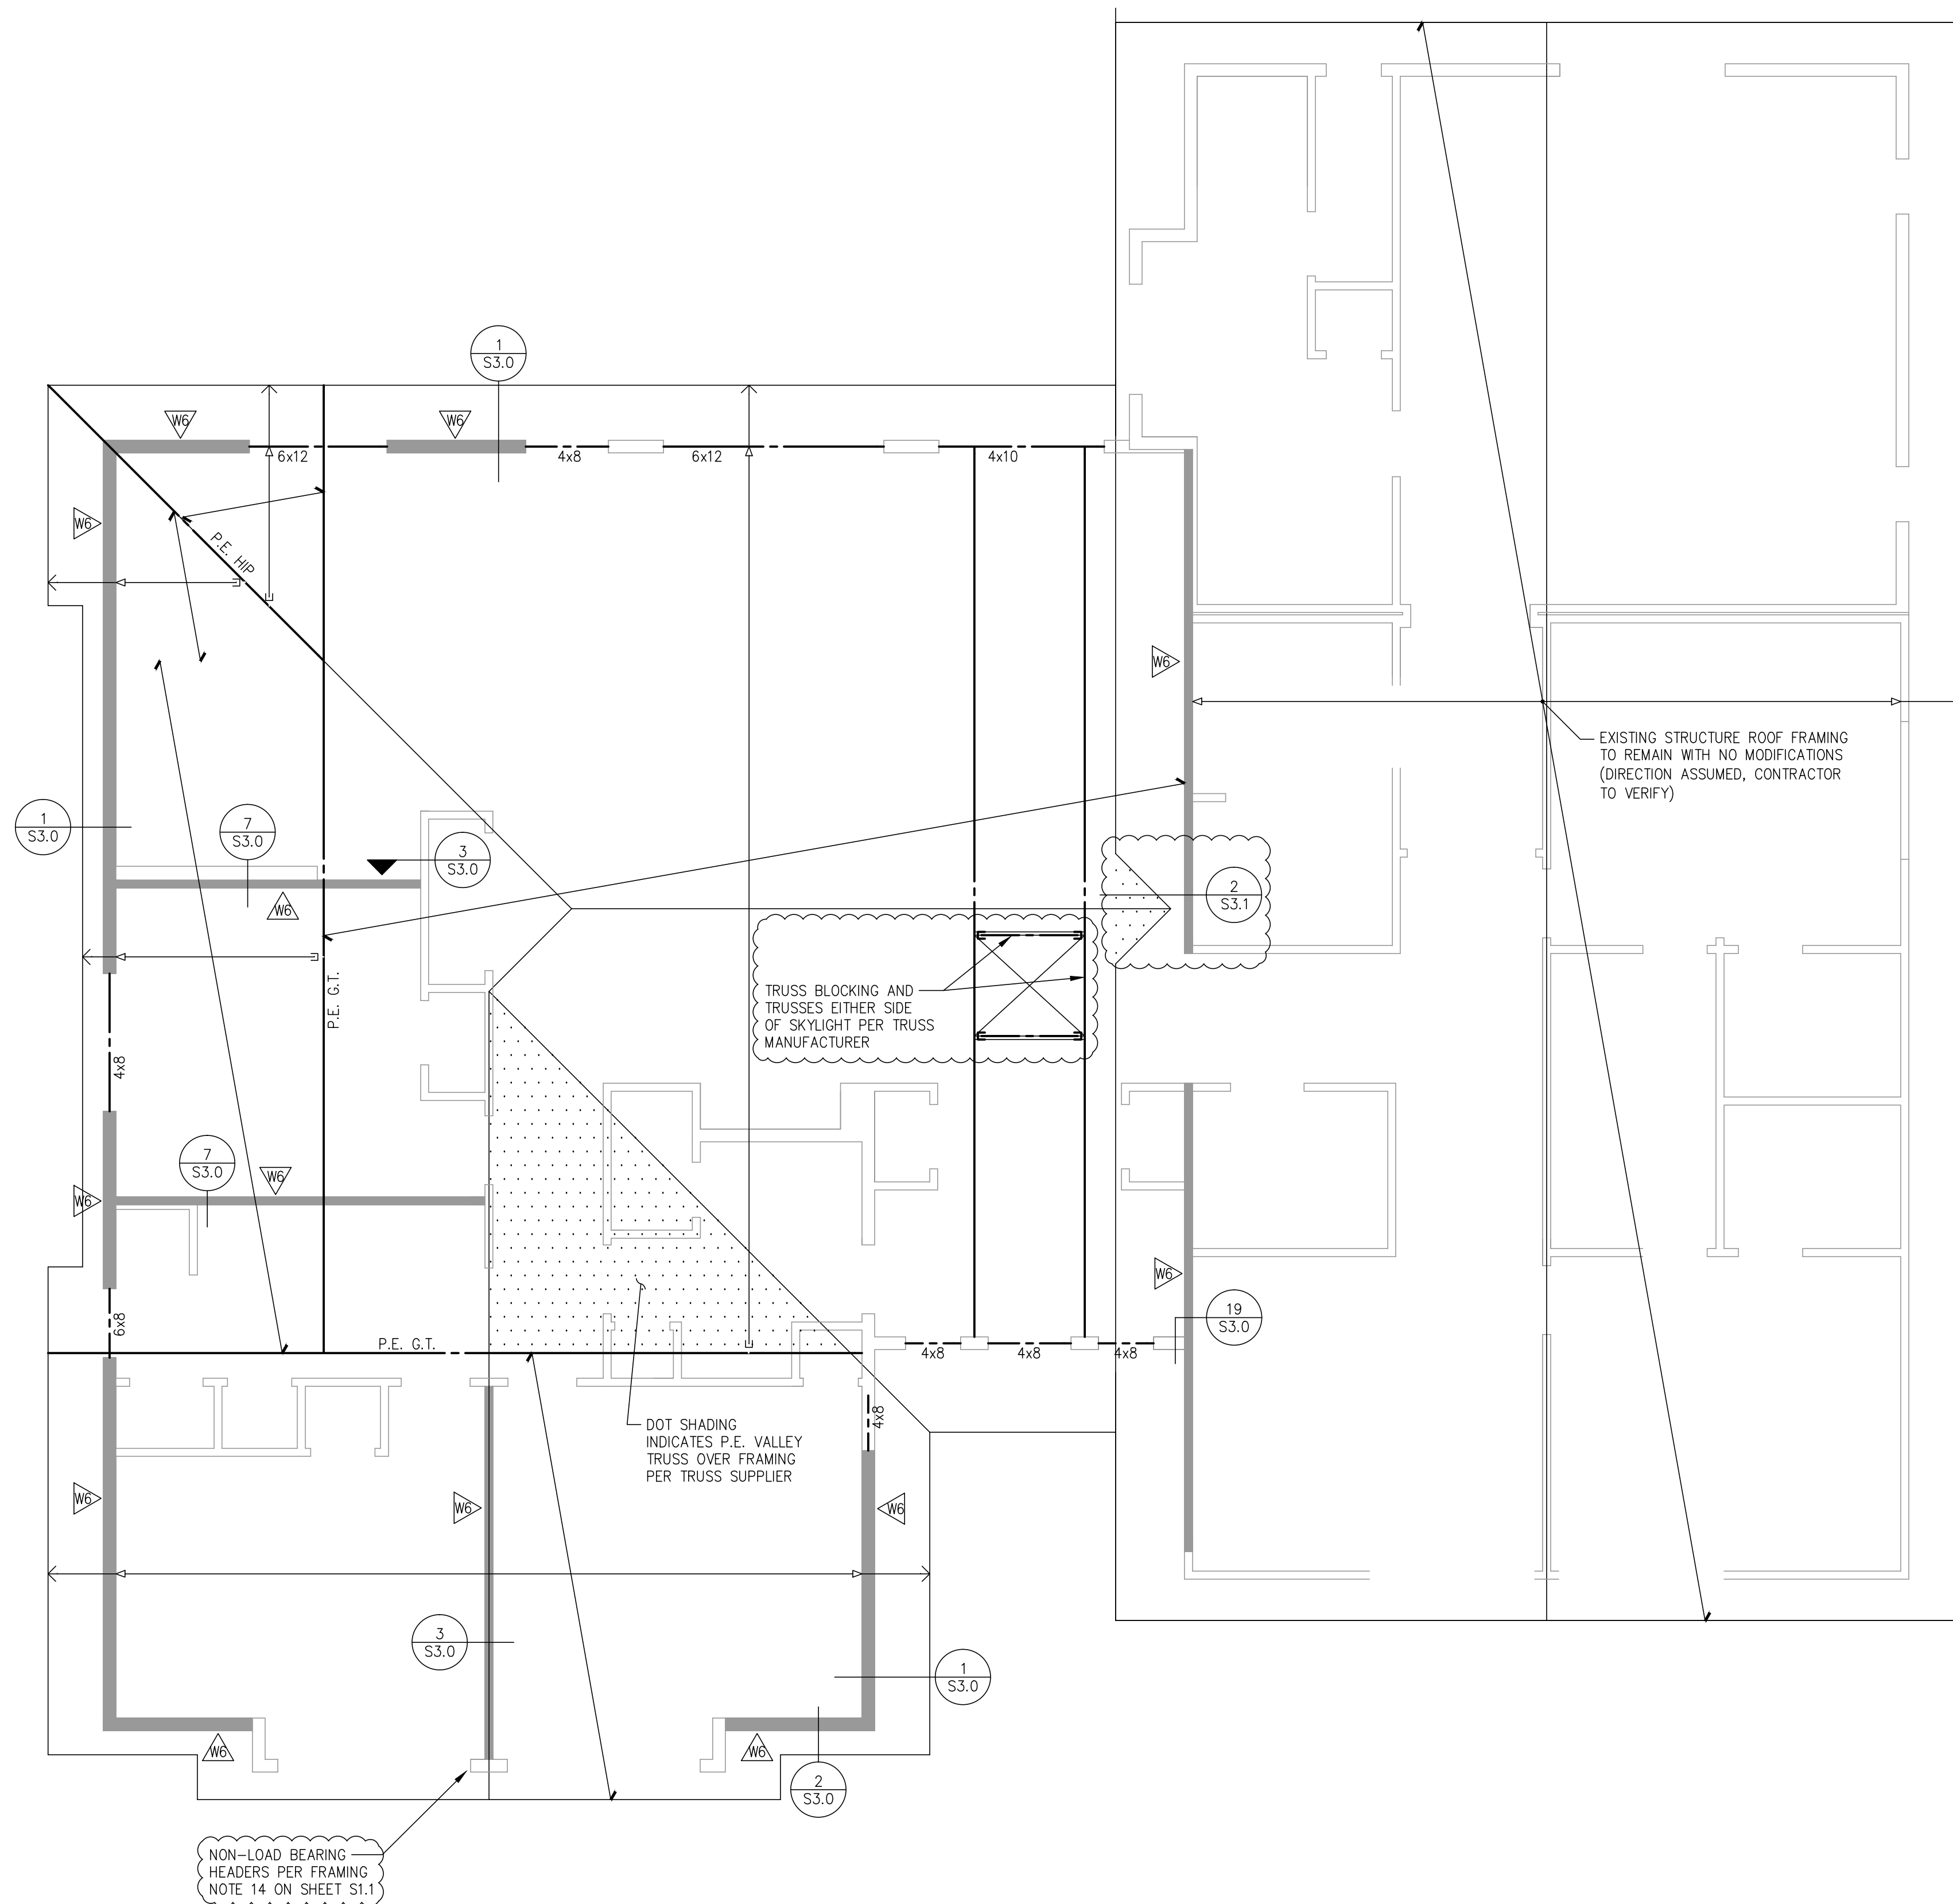 1
S3.0
W6
W6
6x12
4x8
6x12
4x10
W6
P.E. HIP
W6
EXISTING STRUCTURE ROOF FRAMING
TO REMAIN WITH NO MODIFICATIONS
(DIRECTION ASSUMED, CONTRACTOR
TO VERIFY)
1
S3.0
7
S3.0
3
S3.0
W6
2
S3.1
P.E. G.T.
TRUSS BLOCKING AND
TRUSSES EITHER SIDE
OF SKYLIGHT PER TRUSS
MANUFACTURER
4x8
7
S3.0
W6
W6
W6
6x8
19
S3.0
P.E. G.T.
4x8
4x8
4x8
4x8
DOT SHADING
INDICATES P.E. VALLEY
TRUSS OVER FRAMING
PER TRUSS SUPPLIER
W6
W6
W6
3
S3.0
1
S3.0
W6
W6
2
S3.0
NON-LOAD BEARING
HEADERS PER FRAMING
NOTE 14 ON SHEET S1.1